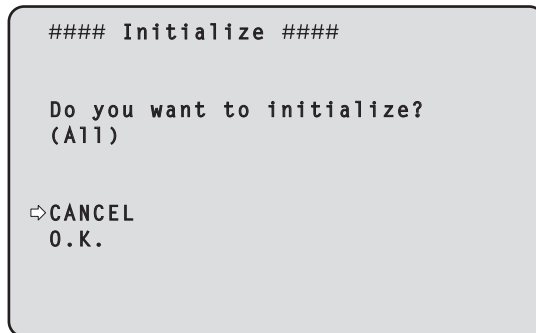 #### Initialize ####
Do you want to initialize?
(All)
⇨CANCEL
O.K.